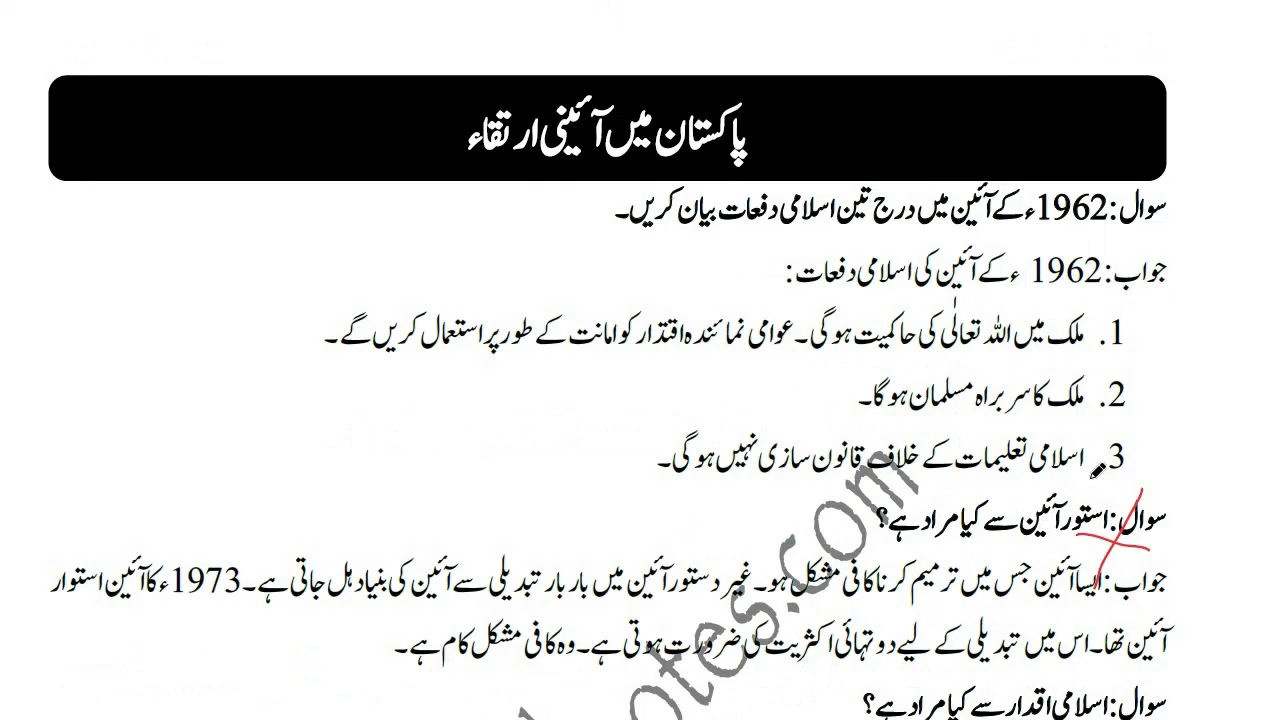 پاکستان میں آئینی ارتقاء
سوال: 1962ء کے آئین میں درج تین اسلامی دفعات بیان کریں۔
جواب: 1962 ء کے آئین کی اسلامی دفعات:
1. ملک میں اللہ تعالٰی کی حاکمیت ہوگی۔ عوامی نمائندہ اقتدار کو امانت کے طور پر استعمال کریں گے۔
2. ملک کا سربراہ مسلمان ہوگا۔
3. اسلامی تعلیمات کے خلاف قانون سازی نہیں ہوگی۔
سوال: استور آئین سے کیا مراد ہے؟
جواب: ایسا آئین جس میں ترمیم کرنا کافی مشکل ہو۔ غیر دستور آئین میں بار بار تبدیلی سے آئین کی بنیاد ہل جاتی ہے۔ 1973ء کا آئین استوار
آئین تھا۔ اس میں تبدیلی کے لیے دو تہائی اکثریت کی ضرورت ہوتی ہے۔ وہ کافی مشکل کام ہے۔
سوال: اسلامی اقدار سے کیا مراد ہے؟
otes.com